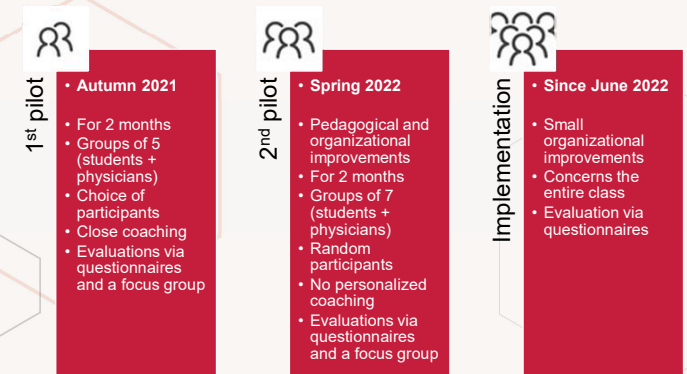 1st pilot
• Autumn 2021
• For 2 months
• Groups of 5
(students +
physicians)
• Choice of
participants
• Close coaching
• Evaluations via
questionnaires
and a focus group
2nd pilot
• Spring 2022
• Pedagogical and
organizational
improvements
• For 2 months
• Groups of 7
(students +
physicians)
• Random
participants
• No personalized
coaching
• Evaluations via
questionnaires
and a focus group
Implementation
• Since June 2022
• Small
organizational
improvements
• Concerns the
entire class
• Evaluation via
questionnaires